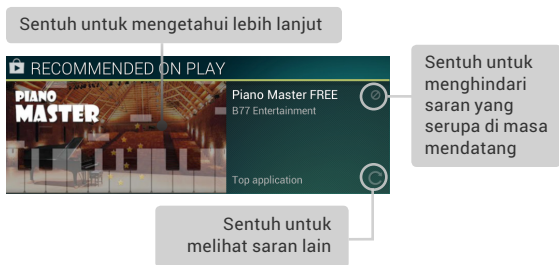 Sentuh untuk mengetahui lebih lanjut
RECOMMENDED ON PLAY
PIANO
MASTER
Piano Master FREE
B77 Entertainment
Top application
Sentuh untuk
menghindari
saran yang
serupa di masa
mendatang
Sentuh untuk
melihat saran lain